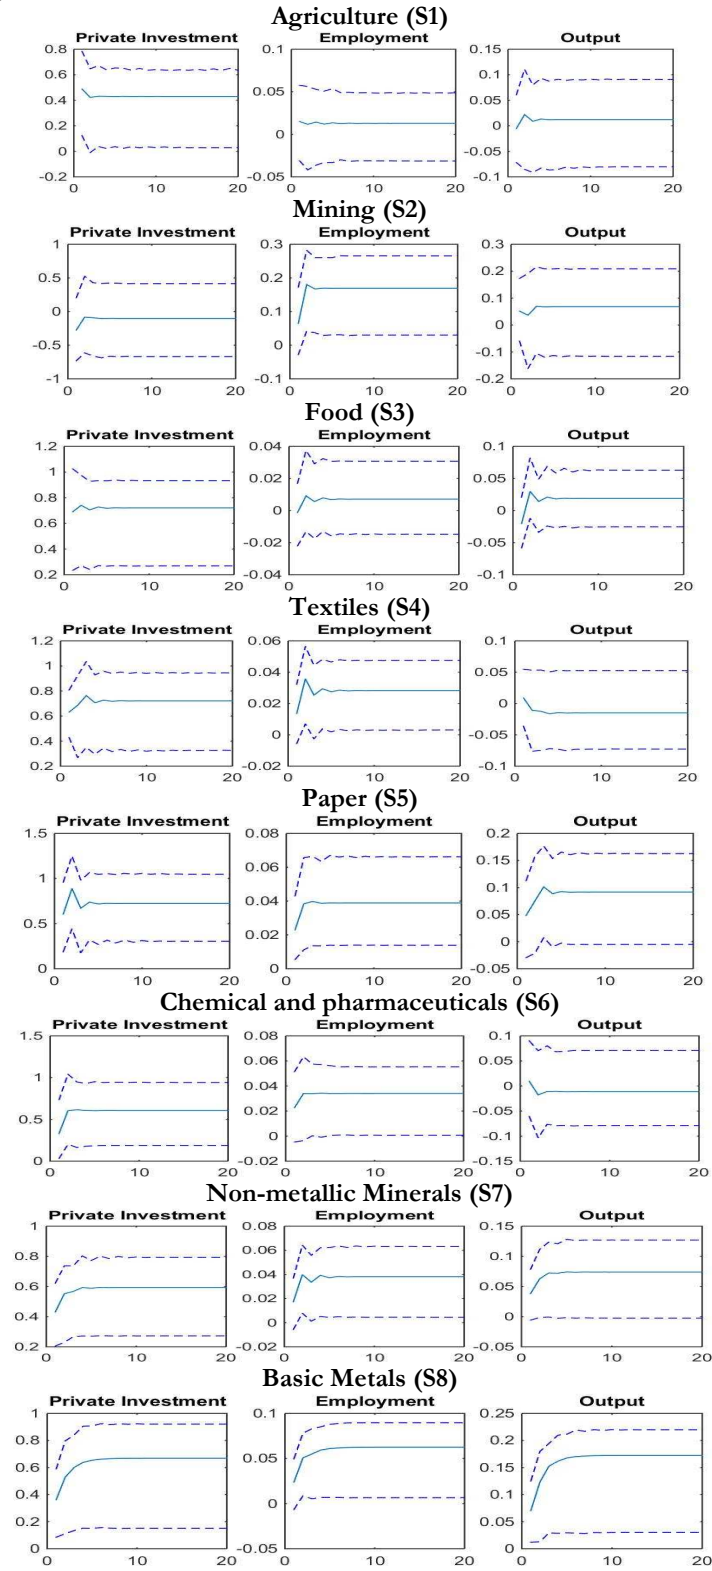 Agriculture (S1)
Private Investment Employment Output
0.8 0.6 0.4 0.2 0 -0.2 0 10 20
0.1 0.05 0 -0.05 0 10 20
0.15 0.1 0.05 0 -0.05 -0.1 0 10 20
Mining (S2)
Private Investment Employment Output
1 0.5 0 -0.5 -1 0 10 20
0.3 0.2 0.1 0 -0.1 0 10 20
0.3 0.2 0.1 0 -0.1 -0.2 0 10 20
Food (S3)
Private Investment Employment Output
1.2 1 0.8 0.6 0.4 0.2 0 10 20
0.04 0.02 0 -0.02 -0.04 0 10 20
0.1 0.05 0 -0.05 -0.1 0 10 20
Textiles (S4)
Private Investment Employment Output
1.2 1 0.8 0.6 0.4 0.2 0 10 20
0.06 0.04 0.02 0 -0.02 0 10 20
0.1 0.05 0 -0.05 -0.1 0 10 20
Paper (S5)
Private Investment Employment Output
1.5 1 0.5 0 0 10 20
0.08 0.06 0.04 0.02 0 0 10 20
0.2 0.15 0.1 0.05 0 -0.05 0 10 20
Chemical and pharmaceuticals (S6)
Private Investment Employment Output
1.5 1 0.5 0 0 10 20
0.08 0.06 0.04 0.02 0 -0.02 0 10 20
0.1 0.05 0 -0.05 -0.1 -0.15 0 10 20
Non-metallic Minerals (S7)
Private Investment Employment Output
1 0.8 0.6 0.4 0.2 0 10 20
0.08 0.06 0.04 0.02 0 -0.02 0 10 20
0.15 0.1 0.05 0 -0.05 0 10 20
Basic Metals (S8)
Private Investment Employment Output
1 0.8 0.6 0.4 0.2 0 0 10 20
0.1 0.05 0 -0.05 0 10 20
0.25 0.2 0.15 0.1 0.05 0 0 10 20